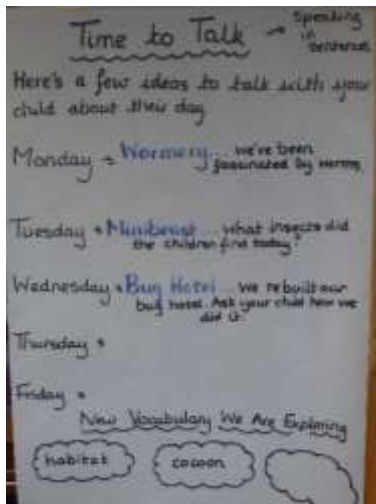 Time to Talk → Speaking
in
sentences
Here's a few ideas to talk with your
child about their day
Monday → Wormery... we've been
fascinated by worms
Tuesday → Minibeast... what insects did
the children find today?
Wednesday → Bug Hotel... We rebuilt our
bug hotel. Ask your child how we
did it.
Thursday →
Friday →
New Vocabulary We Are Exploring
habitat cocoon